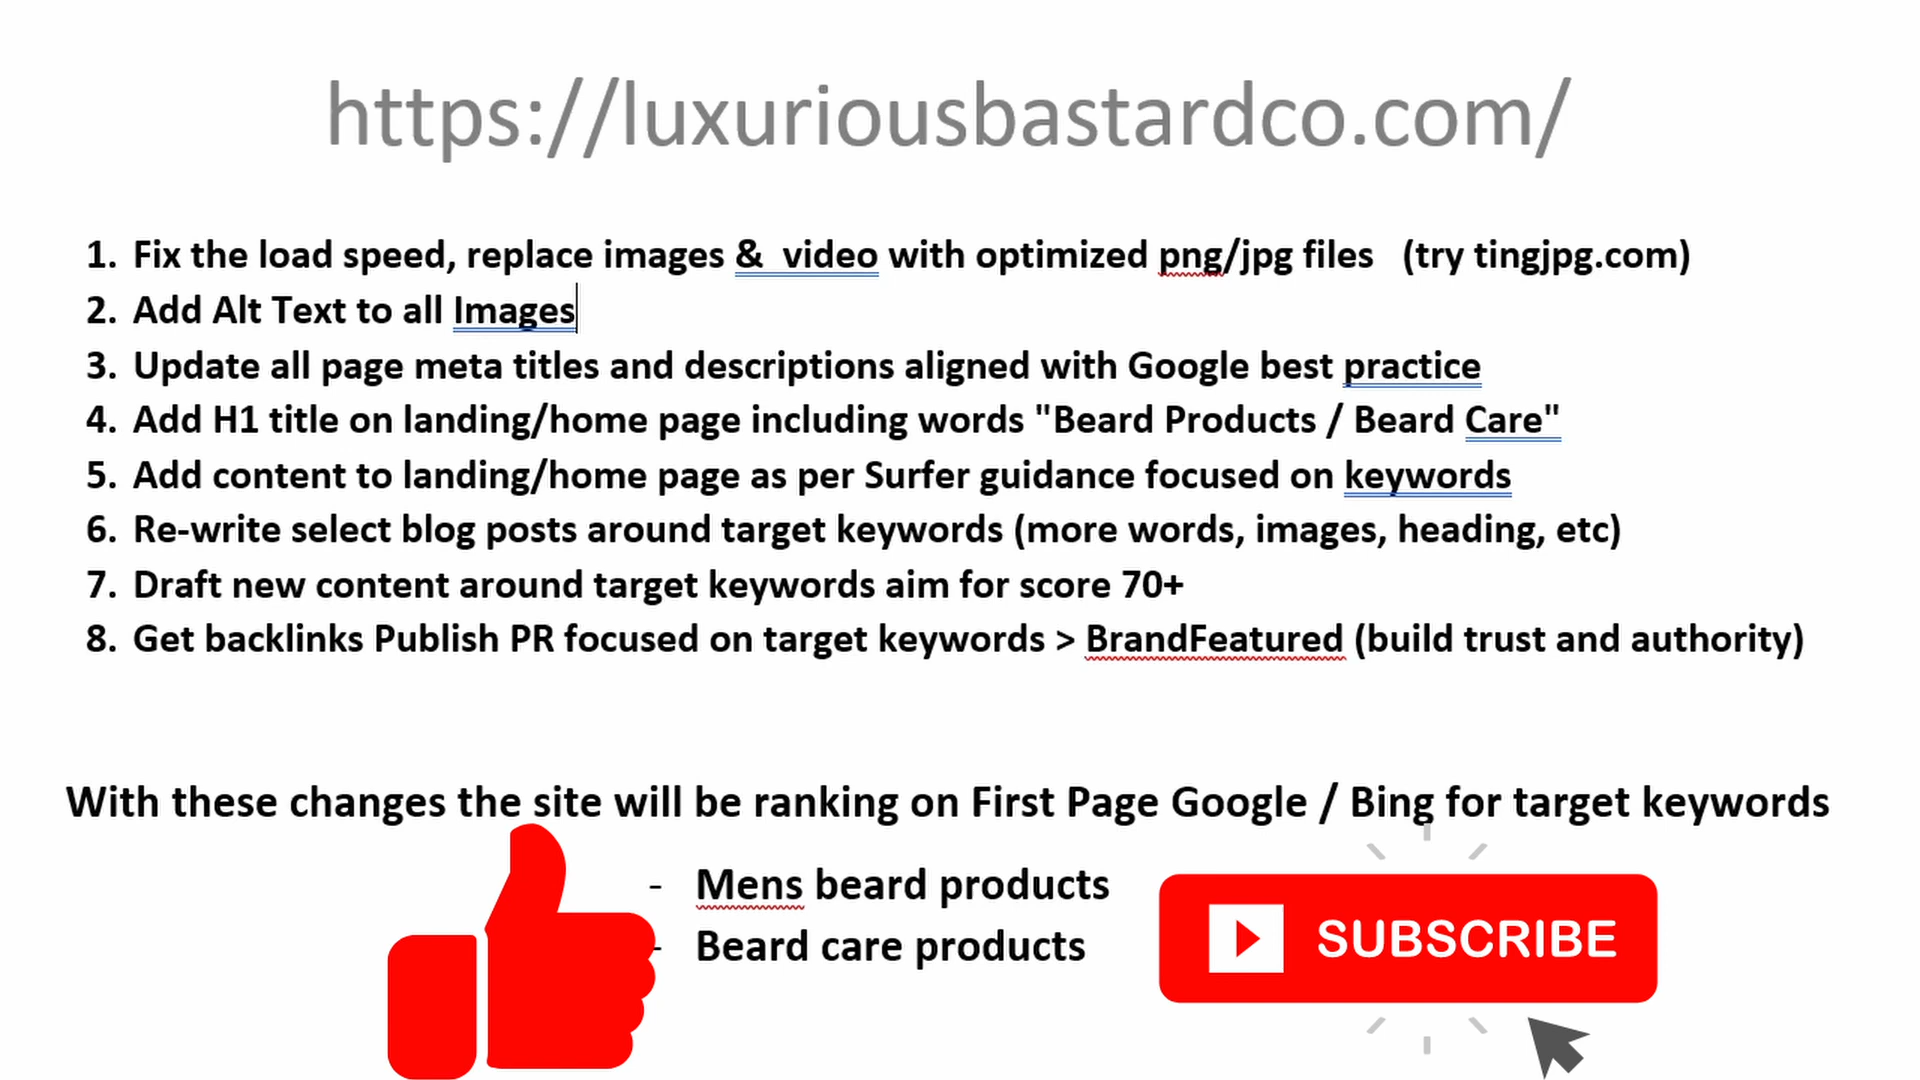 https://luxuriousbastardco.com/
1. Fix the load speed, replace images &  video with optimized png/jpg files   (try tingjpg.com)
2. Add Alt Text to all Images
3. Update all page meta titles and descriptions aligned with Google best practice
4. Add H1 title on landing/home page including words "Beard Products / Beard Care"
5. Add content to landing/home page as per Surfer guidance focused on keywords
6. Re-write select blog posts around target keywords (more words, images, heading, etc)
7. Draft new content around target keywords aim for score 70+
8. Get backlinks Publish PR focused on target keywords > BrandFeatured (build trust and authority)
With these changes the site will be ranking on First Page Google / Bing for target keywords
- Mens beard products
- Beard care products
SUBSCRIBE